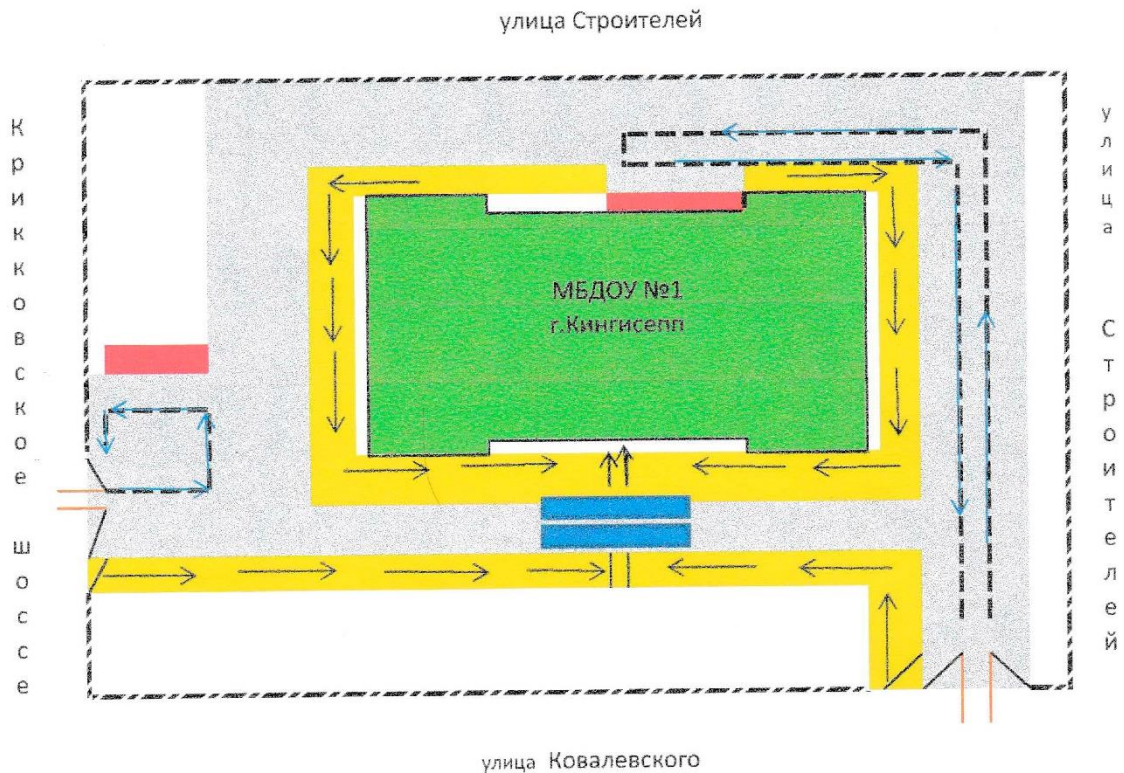 улица Строителей
Крикковское шоссе
МБДОУ №1
г.Кингисепп
улица Строителей
улица Ковалевского